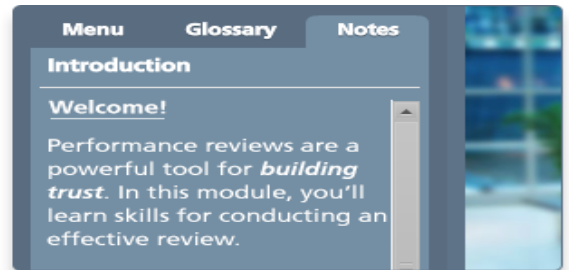 Menu Glossary Notes
Introduction
Welcome!
Performance reviews are a
powerful tool for building
trust. In this module, you’ll
learn skills for conducting an
effective review.